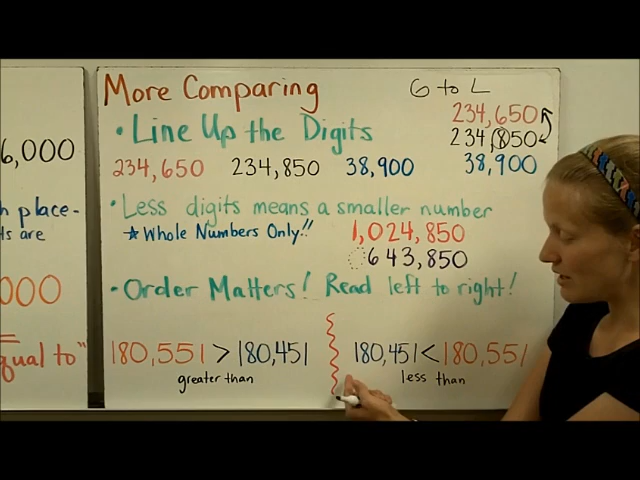 More Comparing
G to L
• Line Up the Digits
234,650
234,850
38,900
234,650 234,850 38,900
• Less digits means a smaller number
★ Whole Numbers Only!!
1,024,850
643,850
• Order Matters! Read left to right!
180,551 > 180,451
greater than
180,451 < 180,551
less than
6,000
place-
are
000
qual to"